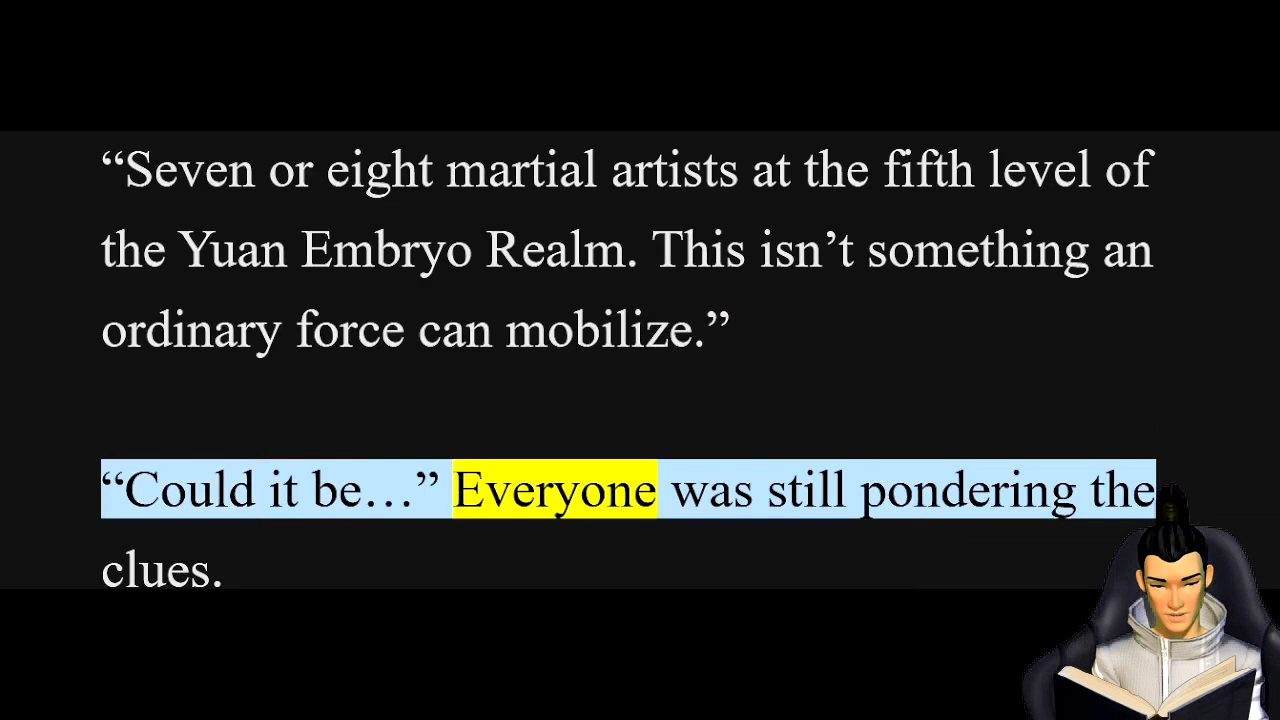 “Seven or eight martial artists at the fifth level of
the Yuan Embryo Realm. This isn’t something an
ordinary force can mobilize.”
“Could it be…” Everyone was still pondering the
clues.